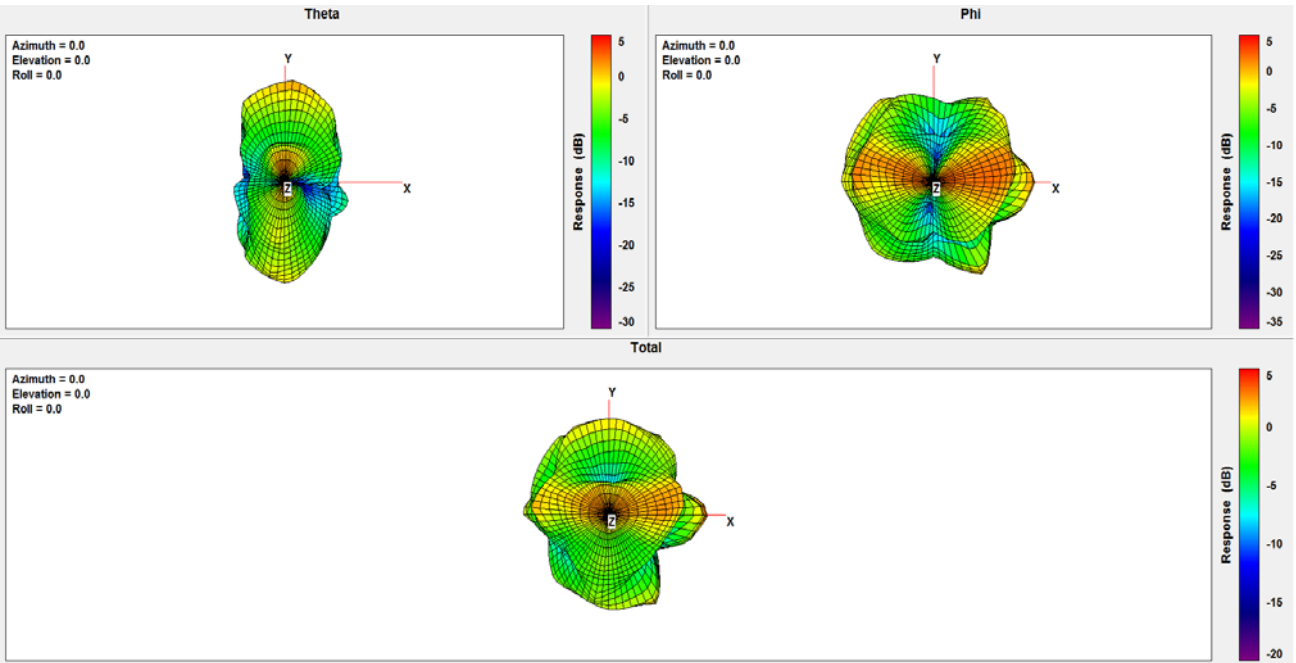 Theta
Azimuth = 0.0
Elevation = 0.0
Roll = 0.0
Y
Z
X
5
0
-5
-10
-15
-20
-25
-30
Response (dB)
Phi
Azimuth = 0.0
Elevation = 0.0
Roll = 0.0
Y
Z
X
5
0
-5
-10
-15
-20
-25
-30
-35
Response (dB)
Total
Azimuth = 0.0
Elevation = 0.0
Roll = 0.0
Y
Z
X
5
0
-5
-10
-15
-20
Response (dB)